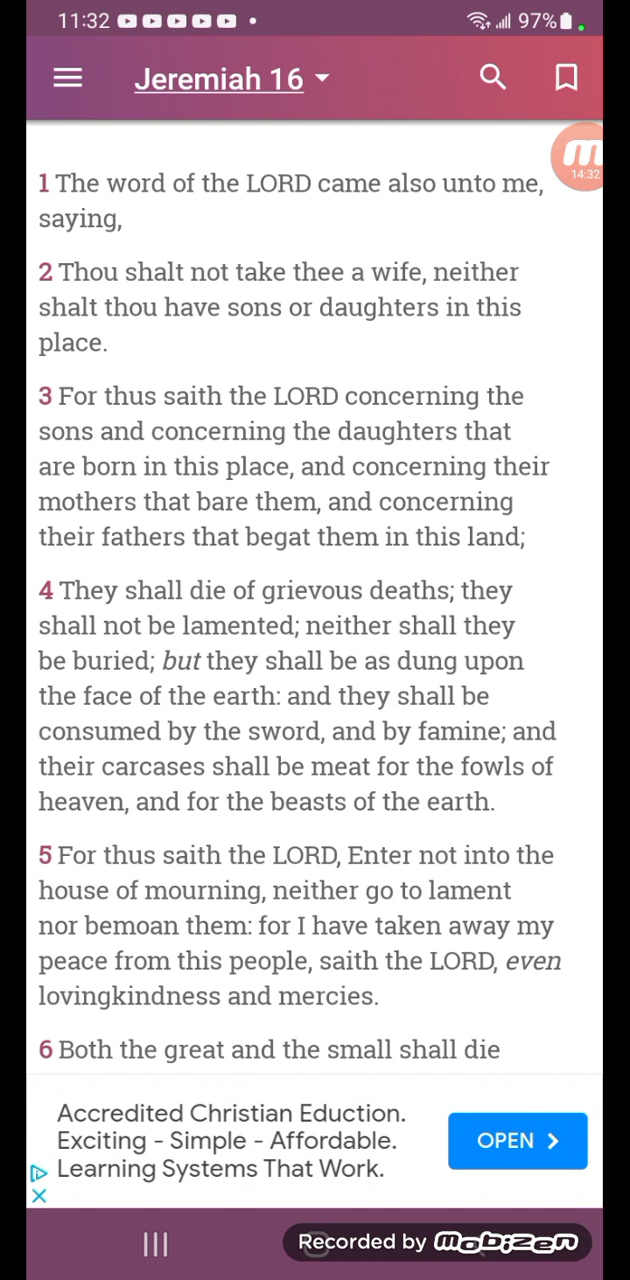 11:32
97%
Jeremiah 16
14:32
1 The word of the LORD came also unto me,
saying,
2 Thou shalt not take thee a wife, neither
shalt thou have sons or daughters in this
place.
3 For thus saith the LORD concerning the
sons and concerning the daughters that
are born in this place, and concerning their
mothers that bare them, and concerning
their fathers that begat them in this land;
4 They shall die of grievous deaths; they
shall not be lamented; neither shall they
be buried; but they shall be as dung upon
the face of the earth: and they shall be
consumed by the sword, and by famine; and
their carcases shall be meat for the fowls of
heaven, and for the beasts of the earth.
5 For thus saith the LORD, Enter not into the
house of mourning, neither go to lament
nor bemoan them: for I have taken away my
peace from this people, saith the LORD, even
lovingkindness and mercies.
6 Both the great and the small shall die
Accredited Christian Eduction.
Exciting - Simple - Affordable.
Learning Systems That Work.
OPEN
Recorded by mobizen